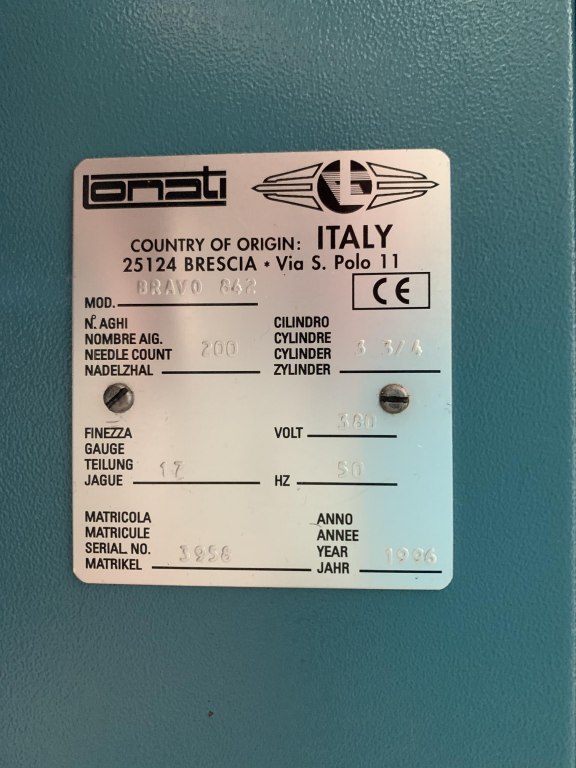 Lonati
COUNTRY OF ORIGIN: ITALY
25124 BRESCIA • Via S. Polo 11
MOD. BRAVO 842
CE
N. AGHI
NOMBRE AIG.
NEEDLE COUNT 200
NADELZHAL
CILINDRO
CYLINDRE
CYLINDER 3 3/4
ZYLINDER
FINEZZA
GAUGE
TEILUNG
JAGUE 17
VOLT 380
HZ 50
MATRICOLA
MATRICULE
SERIAL. NO. 3958
MATRIKEL
ANNO
ANNEE
YEAR 1996
JAHR